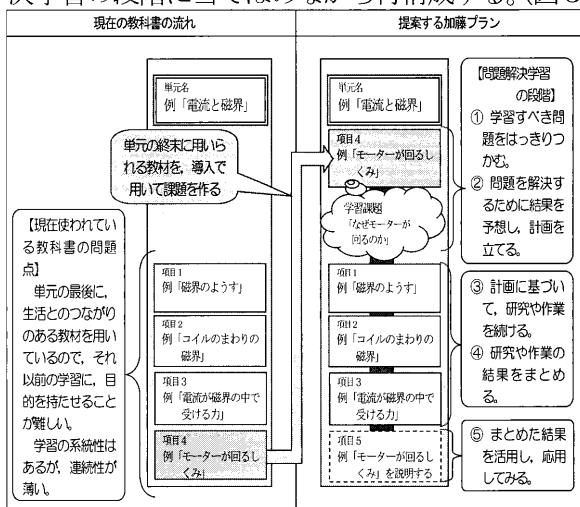 決学習の段階に当てはめながら再構成する。(図3
現在の教科書の流れ
提案する加藤プラン
単元名
例「電流と磁界」
単元の終末に用いら
れる教材を,導入で
用いて課題を作る
【現在使われてい
る教科書の問題
点】
単元の最後に,
生活とのつながり
のある教材を用い
ているので,それ
以前の学習に,目
的を持たせること
が難しい。
学習の系統性は
あるが,連続性が
薄い。
項目1
例「磁界のようす」
項目2
例「コイルのまわりの
磁界」
項目3
例「電流が磁界の中で
受ける力」
項目4
例「モーターが回るし
くみ」
単元名
例「電流と磁界」
項目4
例「モーターが回る
しくみ」
学習課題
「なぜモーターが
回るのか」
項目1
例「磁界のようす」
項目2
例「コイルのまわりの
磁界」
項目3
例「電流が磁界の中で
受ける力」
項目5
例「モーターが回るし
くみ」を説明する
【問題解決学習
の段階】
① 学習すべき問
題をはっきりつ
かむ。
② 問題を解決す
るために結果を
予想し,計画を
立てる。
③ 計画に基づい
て,研究や作業
を続ける。
④ 研究や作業の
結果をまとめ
る。
⑤ まとめた結果
を活用し,応用
してみる。